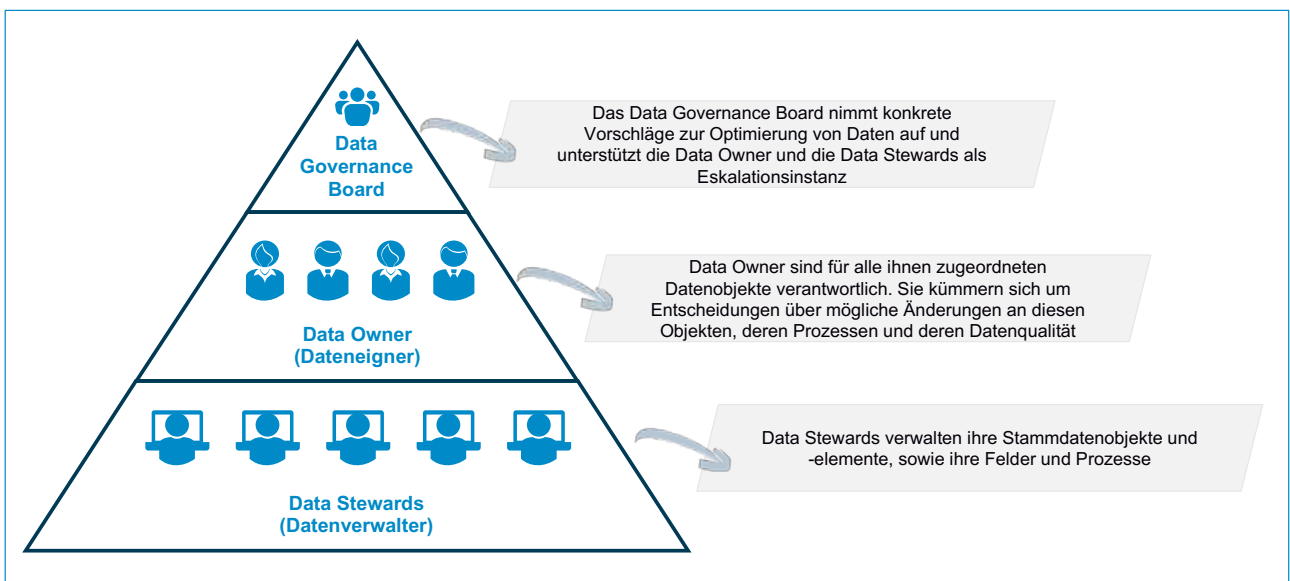 Data
Governance
Board
Das Data Governance Board nimmt konkrete
Vorschläge zur Optimierung von Daten auf und
unterstützt die Data Owner und die Data Stewards als
Eskalationsinstanz
Data Owner
(Dateneigner)
Data Owner sind für alle ihnen zugeordneten
Datenobjekte verantwortlich. Sie kümmern sich um
Entscheidungen über mögliche Änderungen an diesen
Objekten, deren Prozessen und deren Datenqualität
Data Stewards
(Datenverwalter)
Data Stewards verwalten ihre Stammdatenobjekte und
-elemente, sowie ihre Felder und Prozesse